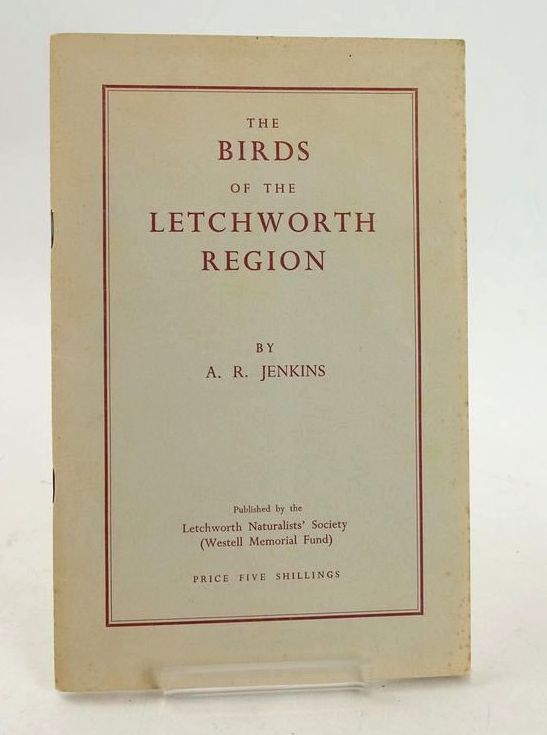 THE
BIRDS
OF THE
LETCHWORTH
REGION
BY
A. R. JENKINS
Published by the
Letchworth Naturalists' Society
(Westell Memorial Fund)
PRICE FIVE SHILLINGS